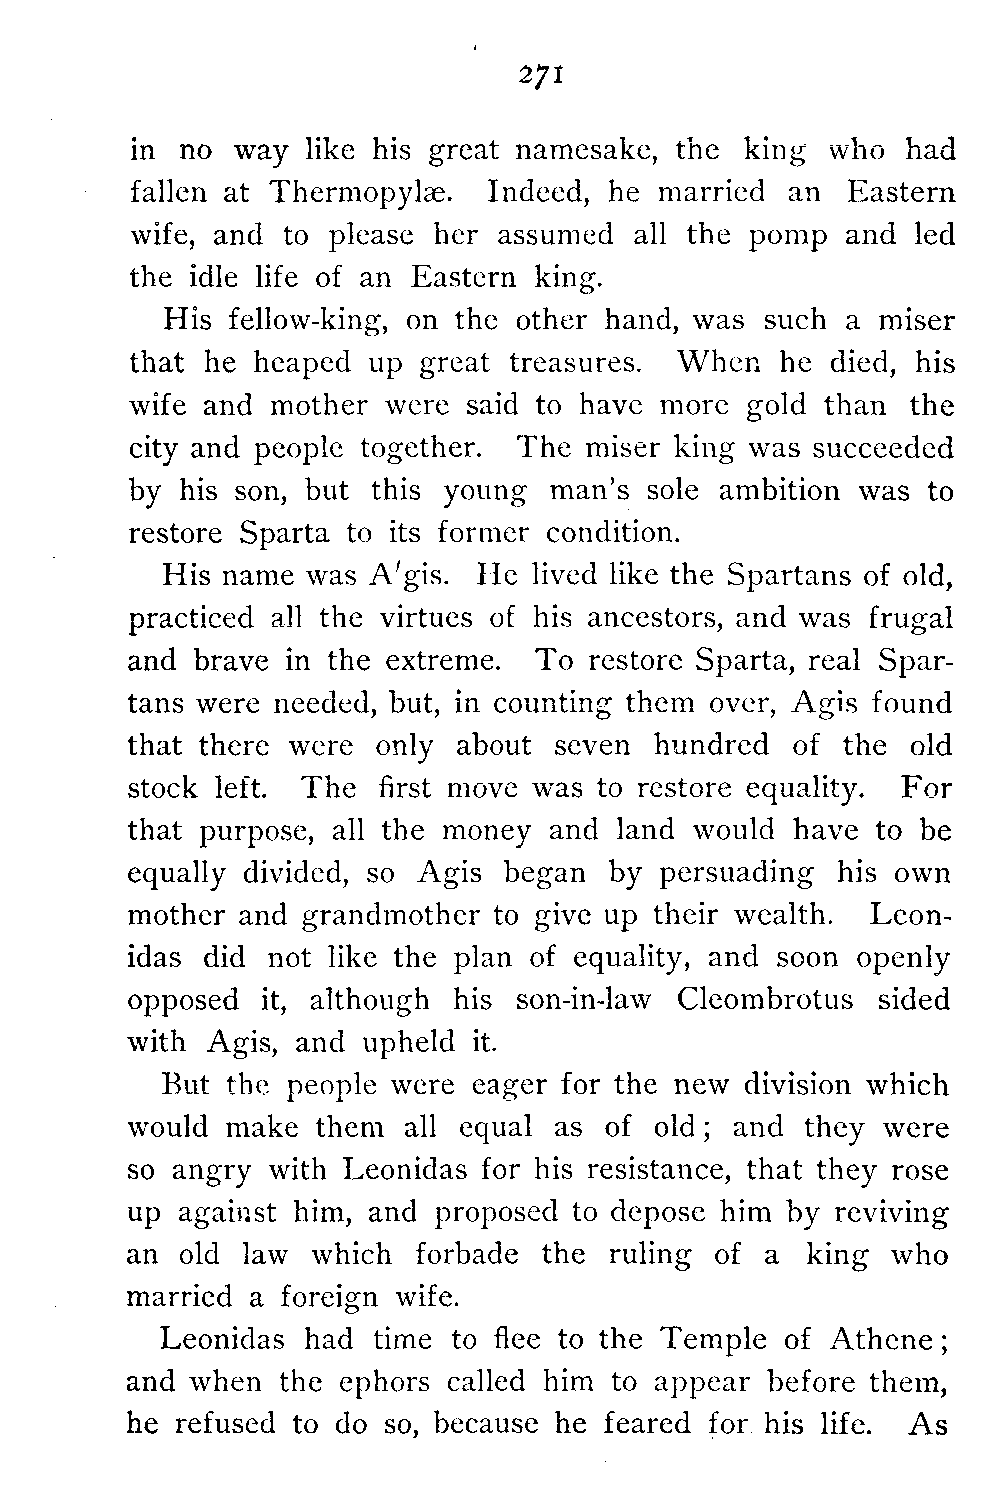 271
in no way like his great namesake, the king who had
fallen at Thermopylæ. Indeed, he married an Eastern
wife, and to please her assumed all the pomp and led
the idle life of an Eastern king.
His fellow-king, on the other hand, was such a miser
that he heaped up great treasures. When he died, his
wife and mother were said to have more gold than the
city and people together. The miser king was succeeded
by his son, but this young man's sole ambition was to
restore Sparta to its former condition.
His name was A'gis. He lived like the Spartans of old,
practiced all the virtues of his ancestors, and was frugal
and brave in the extreme. To restore Sparta, real Spar-
tans were needed, but, in counting them over, Agis found
that there were only about seven hundred of the old
stock left. The first move was to restore equality. For
that purpose, all the money and land would have to be
equally divided, so Agis began by persuading his own
mother and grandmother to give up their wealth. Leon-
idas did not like the plan of equality, and soon openly
opposed it, although his son-in-law Cleombrotus sided
with Agis, and upheld it.
But the people were eager for the new division which
would make them all equal as of old; and they were
so angry with Leonidas for his resistance, that they rose
up against him, and proposed to depose him by reviving
an old law which forbade the ruling of a king who
married a foreign wife.
Leonidas had time to flee to the Temple of Athene;
and when the ephors called him to appear before them,
he refused to do so, because he feared for his life. As